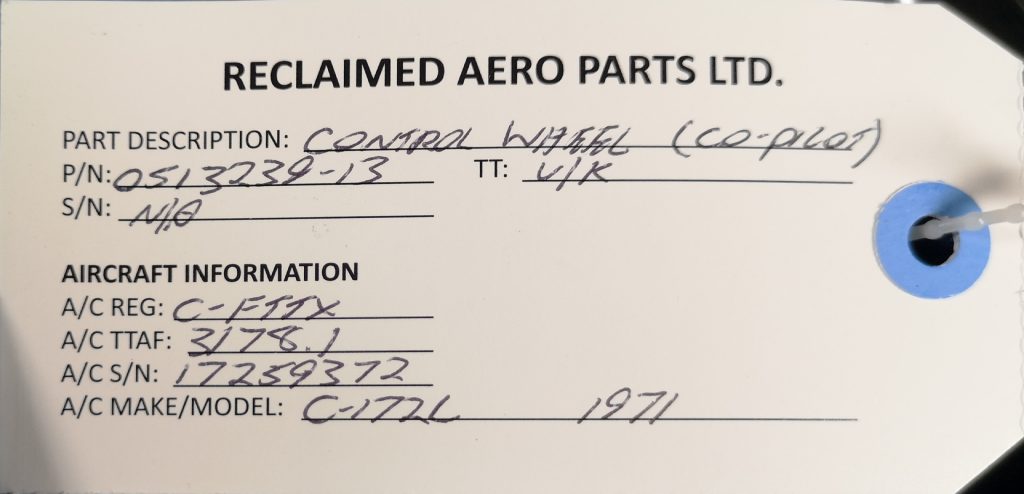 RECLAIMED AERO PARTS LTD.
PART DESCRIPTION: CONTROL WHEEL (CO-PILOT)
P/N: 0513239-13 TT: U/K
S/N: N/A
AIRCRAFT INFORMATION
A/C REG: C-FTTX
A/C TTAF: 3178.1
A/C S/N: 17259372
A/C MAKE/MODEL: C-172L 1971